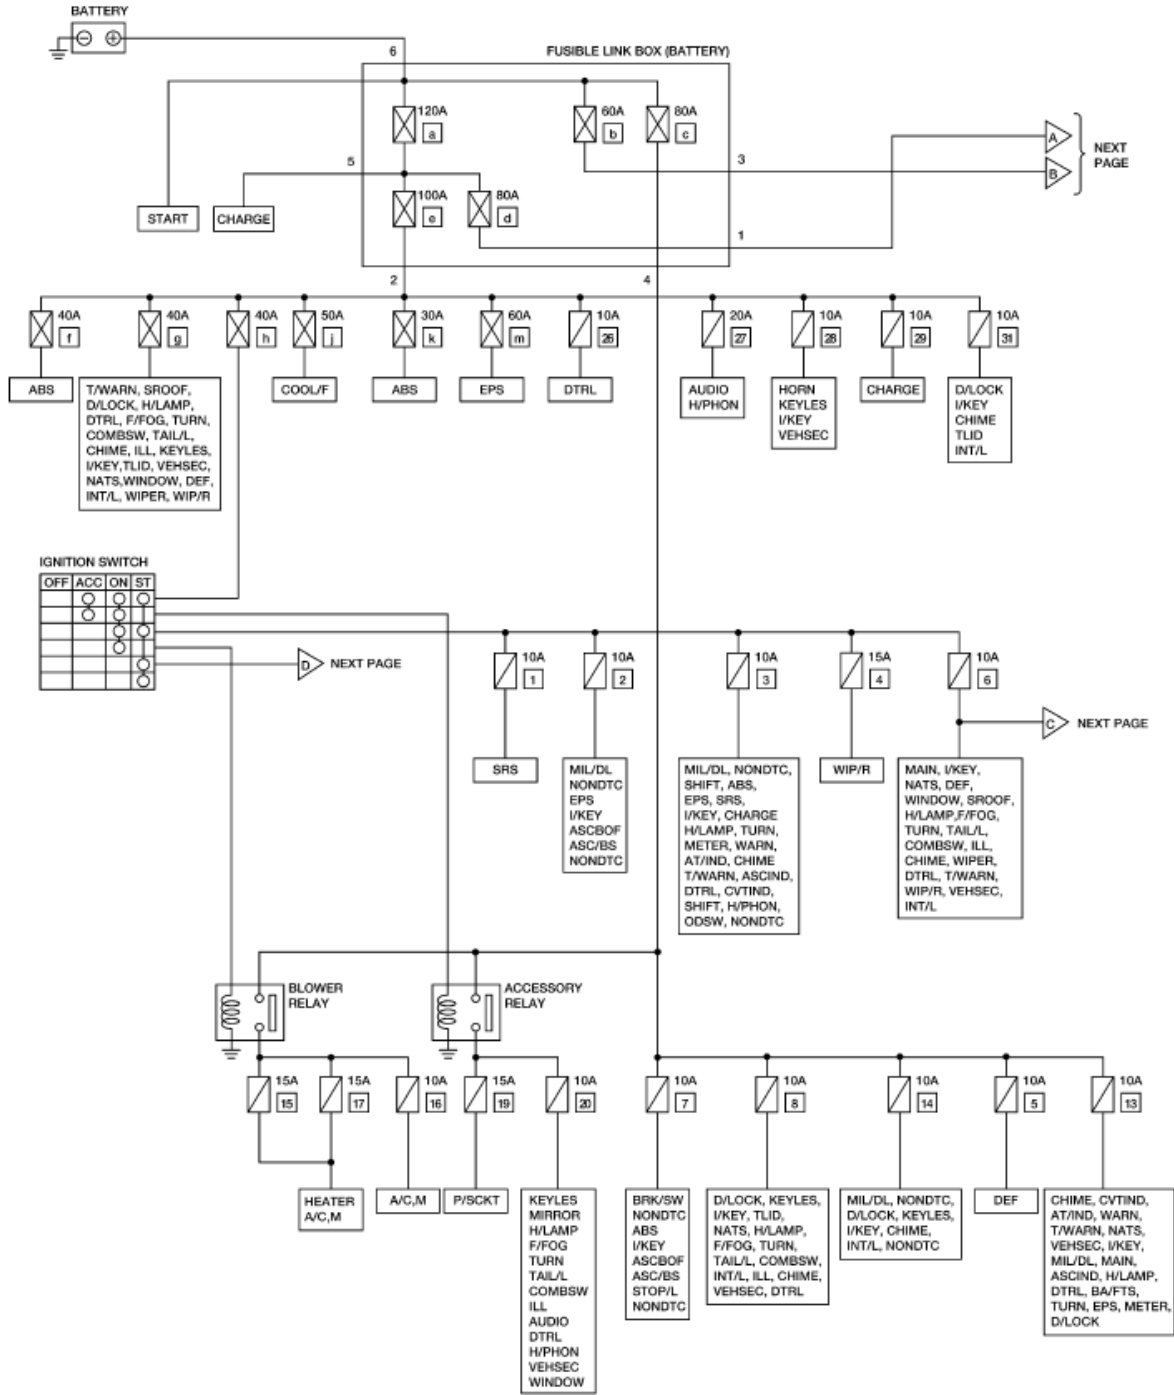 BATTERY
6
FUSIBLE LINK BOX (BATTERY)
120A
a
60A
b
80A
c
A
B
NEXT
PAGE
5
3
100A
e
80A
d
START
CHARGE
1
2
4
40A
f
40A
g
40A
h
50A
j
30A
k
60A
m
10A
26
20A
27
10A
28
10A
29
10A
31
ABS
T/WARN, SROOF,
D/LOCK, H/LAMP,
DTRL, F/FOG, TURN,
COMBSW, TAIL/L,
CHIME, ILL, KEYLES,
I/KEY,TLID, VEHSEC,
NATS,WINDOW, DEF,
INT/L, WIPER, WIP/R
COOL/F
ABS
EPS
DTRL
AUDIO
H/PHON
HORN
KEYLES
I/KEY
VEHSEC
CHARGE
D/LOCK
I/KEY
CHIME
TLID
INT/L
IGNITION SWITCH
OFF ACC ON ST
D
NEXT PAGE
10A
1
10A
2
10A
3
15A
4
10A
6
C
NEXT PAGE
SRS
MIL/DL
NONDTC
EPS
I/KEY
ASCBOF
ASC/BS
NONDTC
MIL/DL, NONDTC,
SHIFT, ABS,
EPS, SRS,
I/KEY, CHARGE
H/LAMP, TURN,
METER, WARN,
AT/IND, CHIME
T/WARN, ASCIND,
DTRL, CVTIND,
SHIFT, H/PHON,
ODSW, NONDTC
WIP/R
MAIN, I/KEY,
NATS, DEF,
WINDOW, SROOF,
H/LAMP,F/FOG,
TURN, TAIL/L,
COMBSW, ILL,
CHIME, WIPER,
DTRL, T/WARN,
WIP/R, VEHSEC,
INT/L
BLOWER
RELAY
ACCESSORY
RELAY
15A
15
15A
17
10A
16
15A
19
10A
20
10A
7
10A
8
10A
14
10A
5
10A
13
HEATER
A/C,M
A/C,M
P/SCKT
KEYLES
MIRROR
H/LAMP
F/FOG
TURN
TAIL/L
COMBSW
ILL
AUDIO
DTRL
H/PHON
VEHSEC
WINDOW
BRK/SW
NONDTC
ABS
I/KEY
ASCBOF
ASC/BS
STOP/L
NONDTC
D/LOCK, KEYLES,
I/KEY, TLID,
NATS, H/LAMP,
F/FOG, TURN,
TAIL/L, COMBSW,
INT/L, ILL, CHIME,
VEHSEC, DTRL
MIL/DL, NONDTC,
D/LOCK, KEYLES,
I/KEY, CHIME,
INT/L, NONDTC
DEF
CHIME, CVTIND,
AT/IND, WARN,
T/WARN, NATS,
VEHSEC, I/KEY,
MIL/DL, MAIN,
ASCIND, H/LAMP,
DTRL, BA/FTS,
TURN, EPS, METER,
D/LOCK